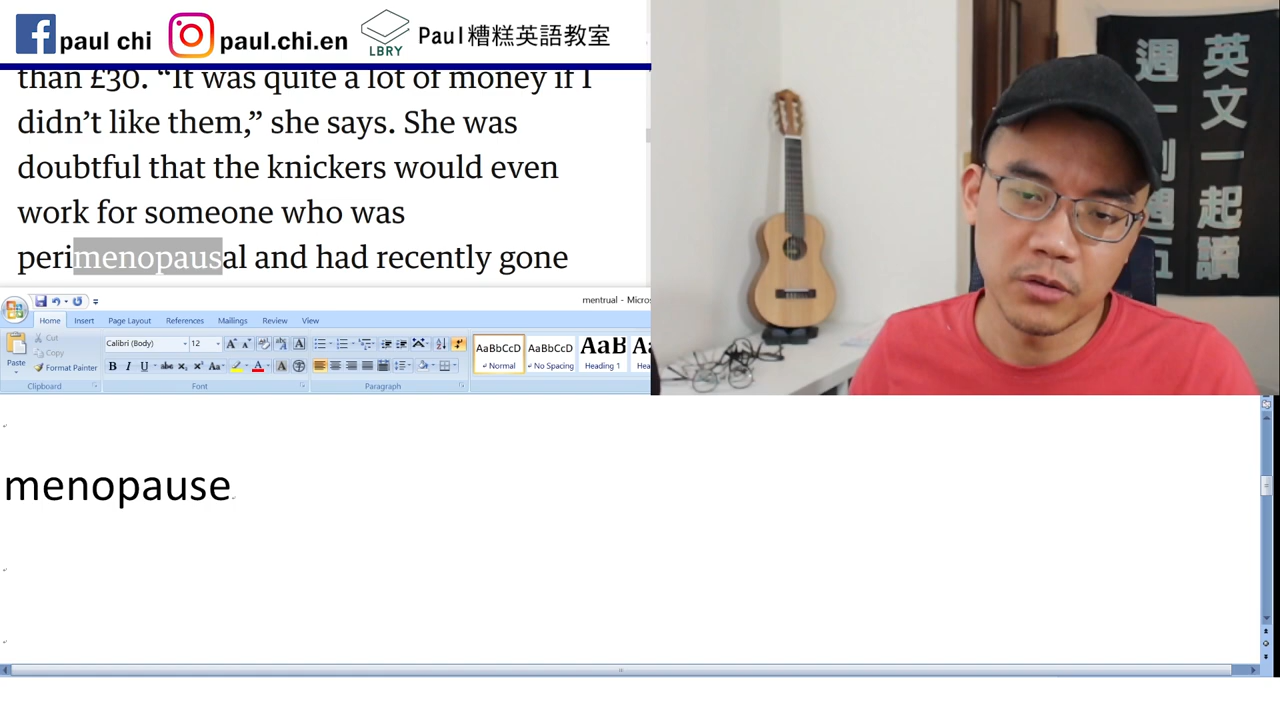 paul chi
paul.chi.en
LBRY
Paul糟糕英語教室
than £30. “It was quite a lot of money if I
didn’t like them,” she says. She was
doubtful that the knickers would even
work for someone who was
perimenopausal and had recently gone
mentrual - Micros
Home Insert Page Layout References Mailings Review View
Paste
Cut
Copy
Format Painter
Clipboard
Calibri (Body) 12
Font
Paragraph
AaBbCcD
Normal
AaBbCcD
No Spacing
AaB
Heading 1
Hea
menopause
英文一起讀
週一到週五